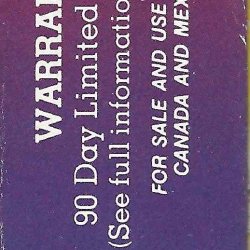 WARRA
90 Day Limited
(See full informatio
FOR SALE AND USE
CANADA AND MEX